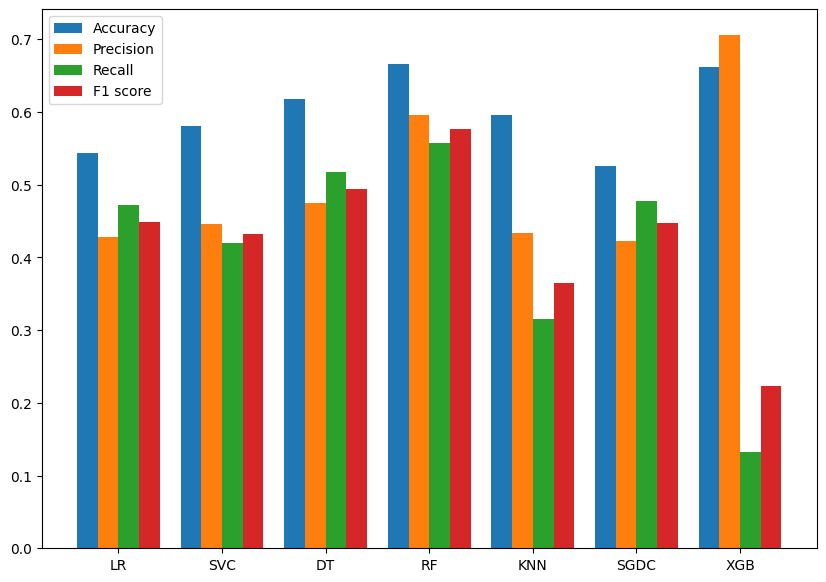 Accuracy
Precision
Recall
F1 score
0.7
0.6
0.5
0.4
0.3
0.2
0.1
0.0
LR SVC DT RF KNN SGDC XGB